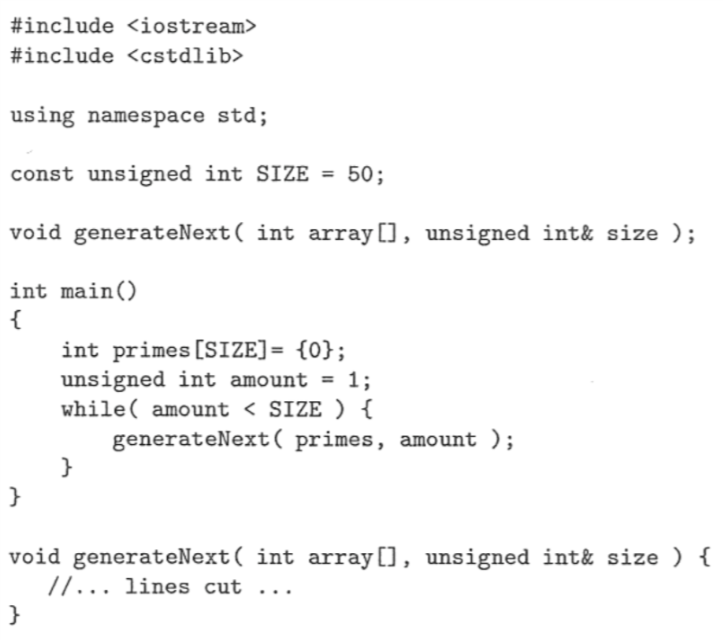 #include <iostream>
#include <cstdlib>
using namespace std;
const unsigned int SIZE = 50;
void generateNext( int array[], unsigned int& size );
int main()
{
    int primes[SIZE]= {0};
    unsigned int amount = 1;
    while( amount < SIZE ) {
        generateNext( primes, amount );
    }
}
void generateNext( int array[], unsigned int& size ) {
   //... lines cut ...
}